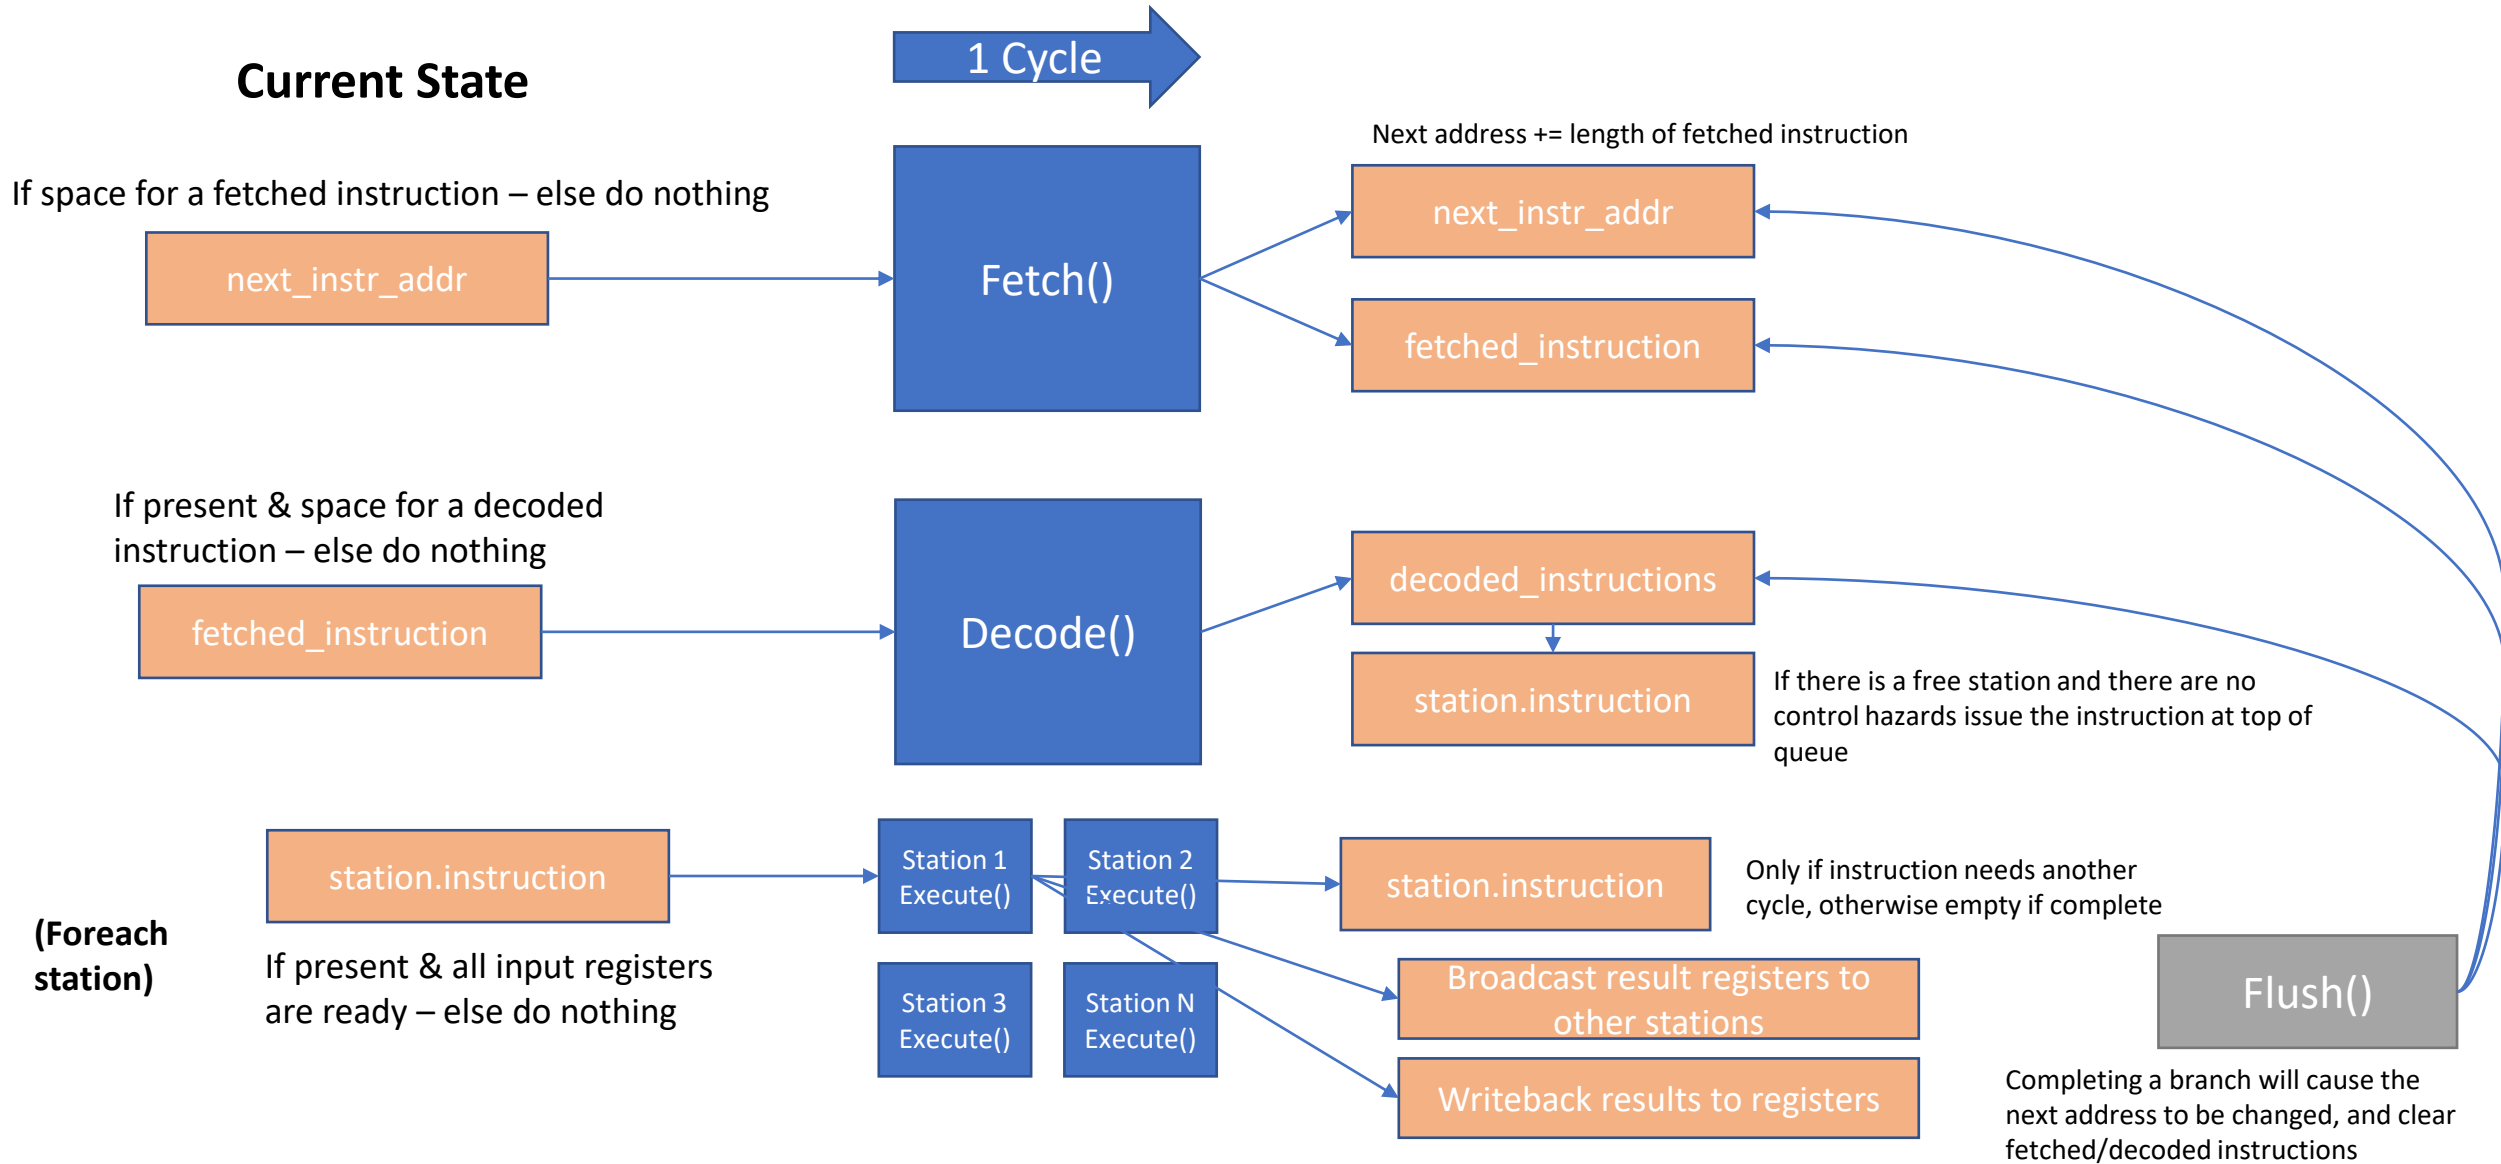 Current State
1 Cycle
Next address += length of fetched instruction
If space for a fetched instruction – else do nothing
next_instr_addr
Fetch()
next_instr_addr
fetched_instruction
If present & space for a decoded
instruction – else do nothing
fetched_instruction
Decode()
decoded_instructions
station.instruction
If there is a free station and there are no
control hazards issue the instruction at top of
queue
(Foreach
station)
station.instruction
If present & all input registers
are ready – else do nothing
Station 1
Execute()
Station 2
Execute()
Station 3
Execute()
Station N
Execute()
station.instruction
Only if instruction needs another
cycle, otherwise empty if complete
Broadcast result registers to
other stations
Writeback results to registers
Flush()
Completing a branch will cause the
next address to be changed, and clear
fetched/decoded instructions